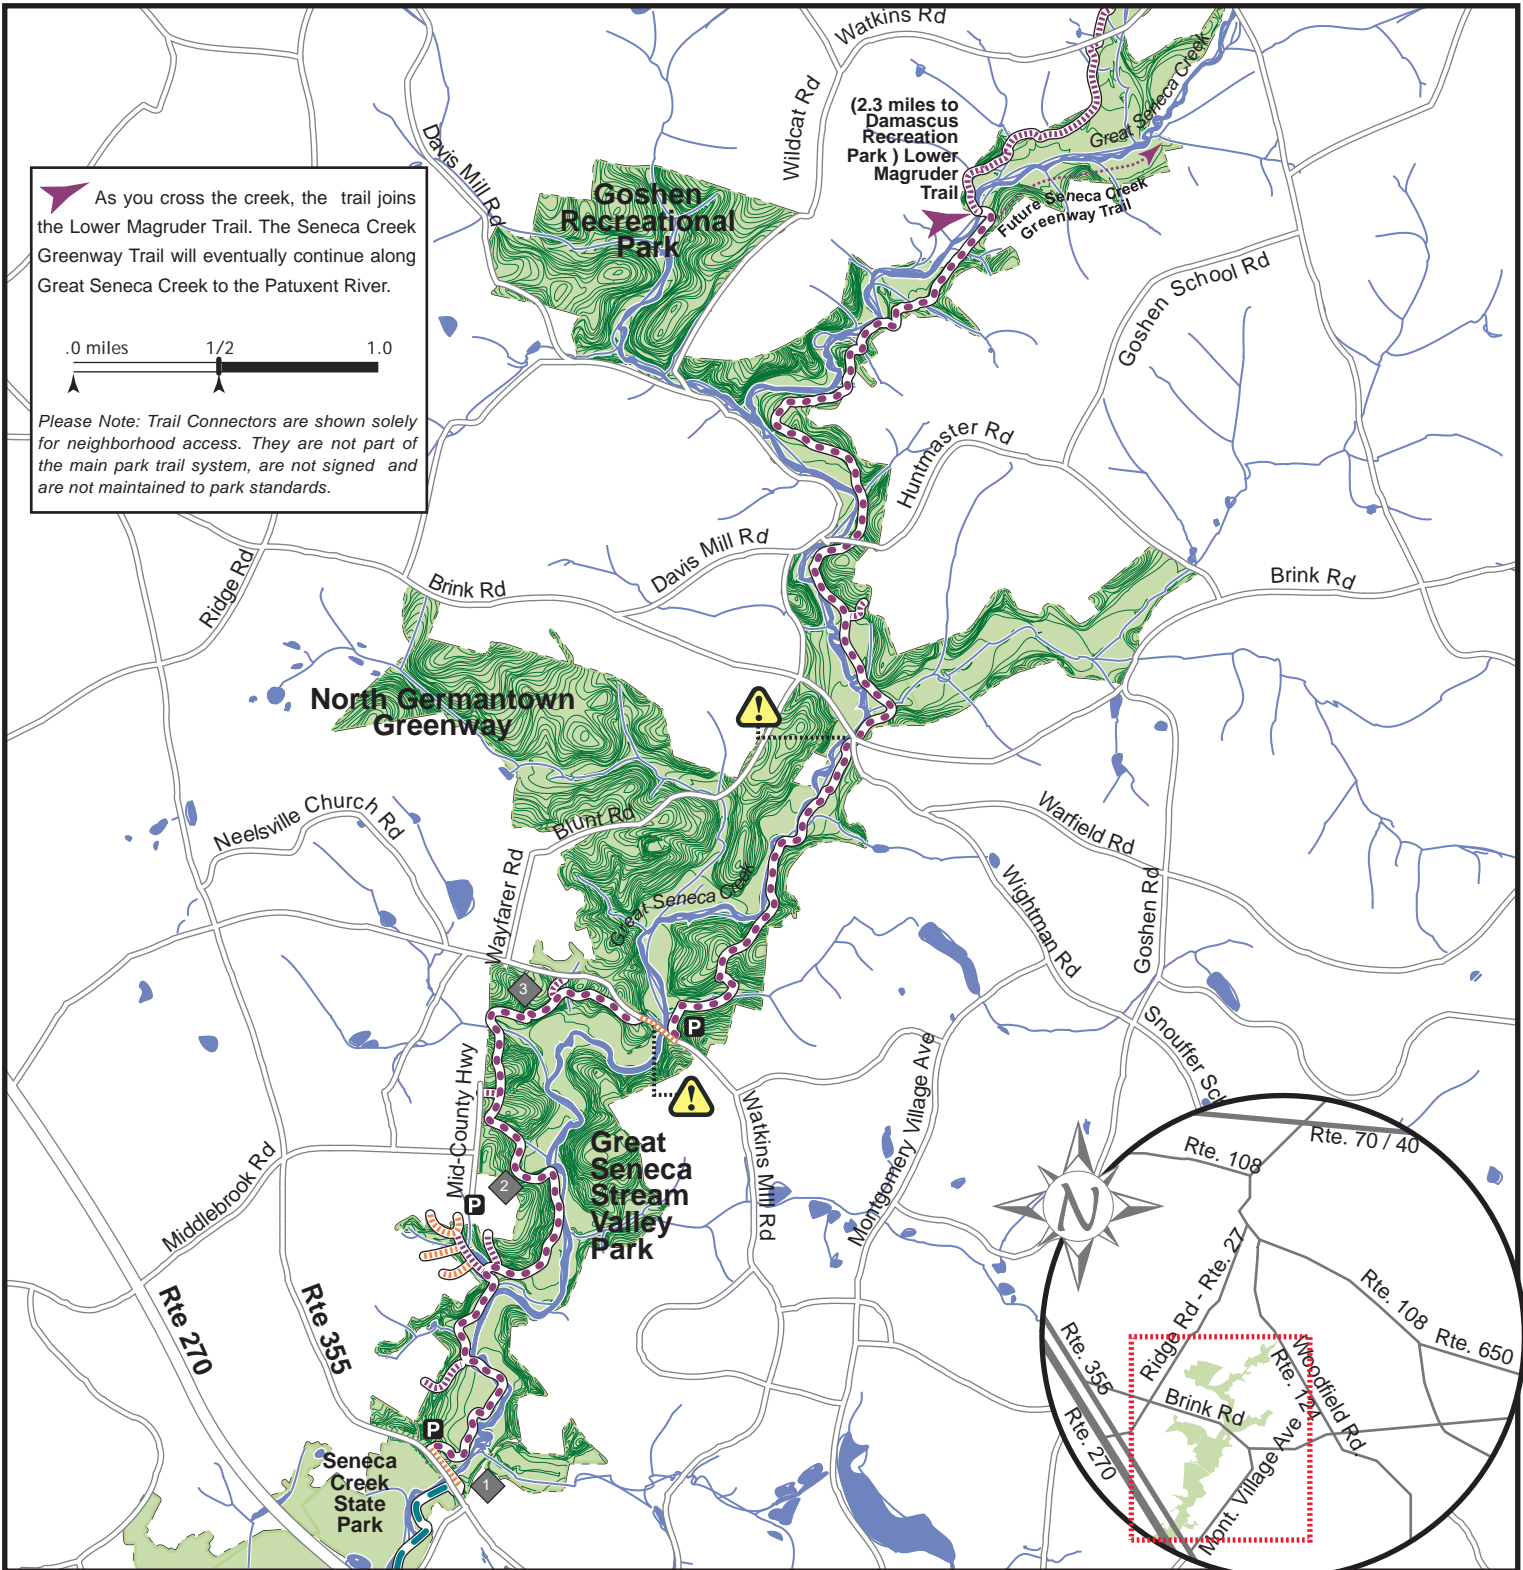 Watkins Rd
Wildcat Rd
(2.3 miles to
Damascus
Recreation
Park ) Lower
Magruder
Trail
Great Seneca Creek
Future Seneca Creek
Greenway Trail
Davis Mill Rd
Goshen
Recreational
Park
As you cross the creek, the trail joins
the Lower Magruder Trail. The Seneca Creek
Greenway Trail will eventually continue along
Great Seneca Creek to the Patuxent River.
.0 miles 1/2 1.0
Please Note: Trail Connectors are shown solely
for neighborhood access. They are not part of
the main park trail system, are not signed and
are not maintained to park standards.
Goshen School Rd
Huntmaster Rd
Davis Mill Rd
Ridge Rd
Brink Rd
Brink Rd
North Germantown
Greenway
!
Neelsville Church Rd
Blunt Rd
Warfield Rd
Wayfarer Rd
Great Seneca Creek
Wightman Rd
Goshen Rd
3
P
Snouffer Sch
Mid-County Hwy
!
Montgomery Village Ave
Watkins Mill Rd
Great
Seneca
Stream
Valley
Park
Middlebrook Rd
2
P
Rte 270
Rte 355
P
1
Seneca
Creek
State
Park
N
Rte. 70 / 40
Rte. 108
Ridge Rd - Rte. 27
Rte. 108
Rte. 650
Rte. 355
Woodfield Rd
Rte. 124
Brink Rd
Rte. 270
Mont. Village Ave